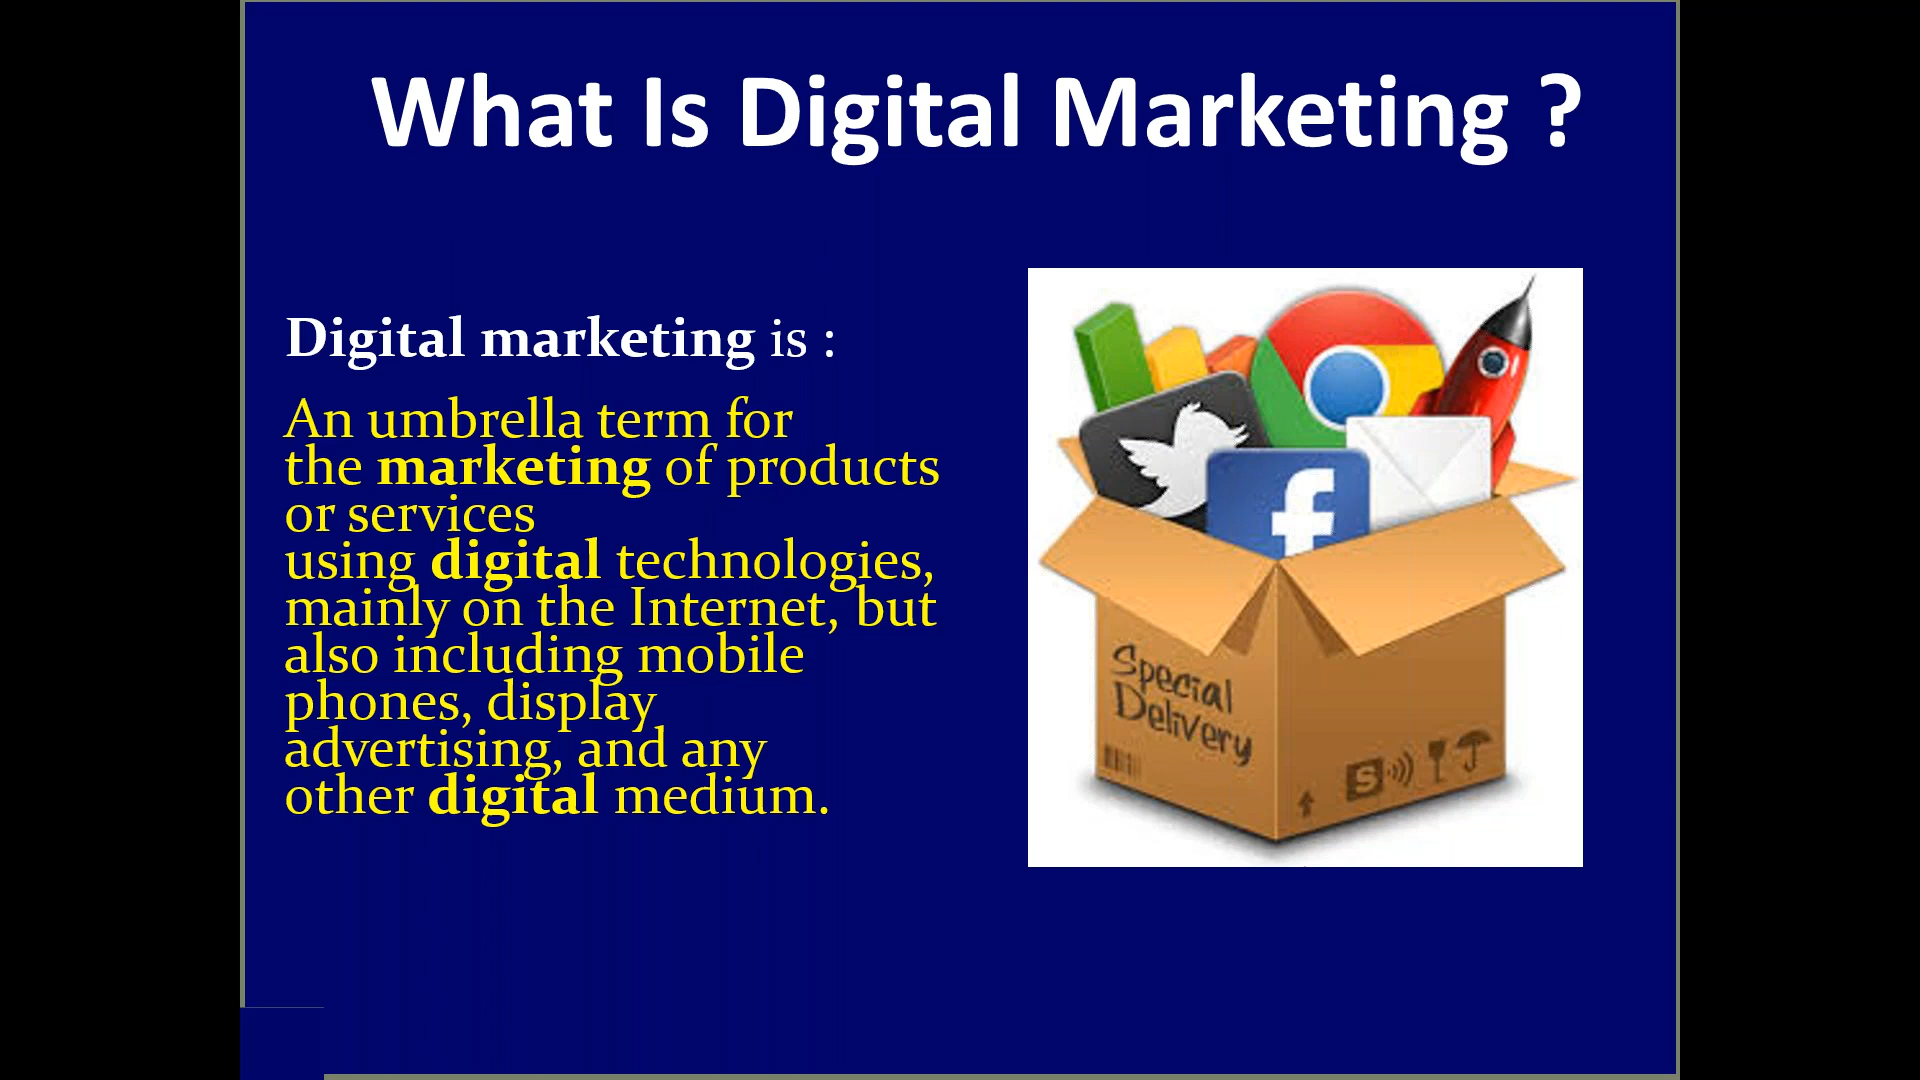 What Is Digital Marketing ?
Digital marketing is :
An umbrella term for
the marketing of products
or services
using digital technologies,
mainly on the Internet, but
also including mobile
phones, display
advertising, and any
other digital medium.
f
Special
Delivery
S